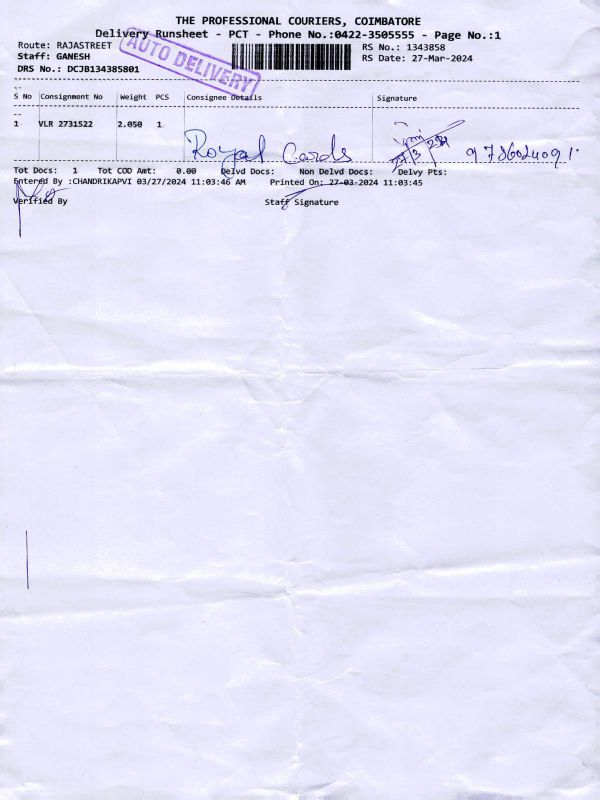 THE PROFESSIONAL COURIERS, COIMBATORE
Delivery Runsheet - PCT - Phone No.:0422-3505555 - Page No.:1
Route: RAJASTREET
Staff: GANESH
DRS No.: DCJB134385801
AUTO DELIVERY
RS No.: 1343858
RS Date: 27-Mar-2024
S No Consignment No Weight PCS Consignee Details Signature
1 VLR 2731522 2.050 1
Royal Cards
27/3
Tot Docs: 1 Tot COD Amt: 0.00 Delvd Docs: Non Delvd Docs: Delvy Pts:
Entered By :CHANDRIKAPVI 03/27/2024 11:03:46 AM Printed On: 27-03-2024 11:03:45
Verified By Staff Signature